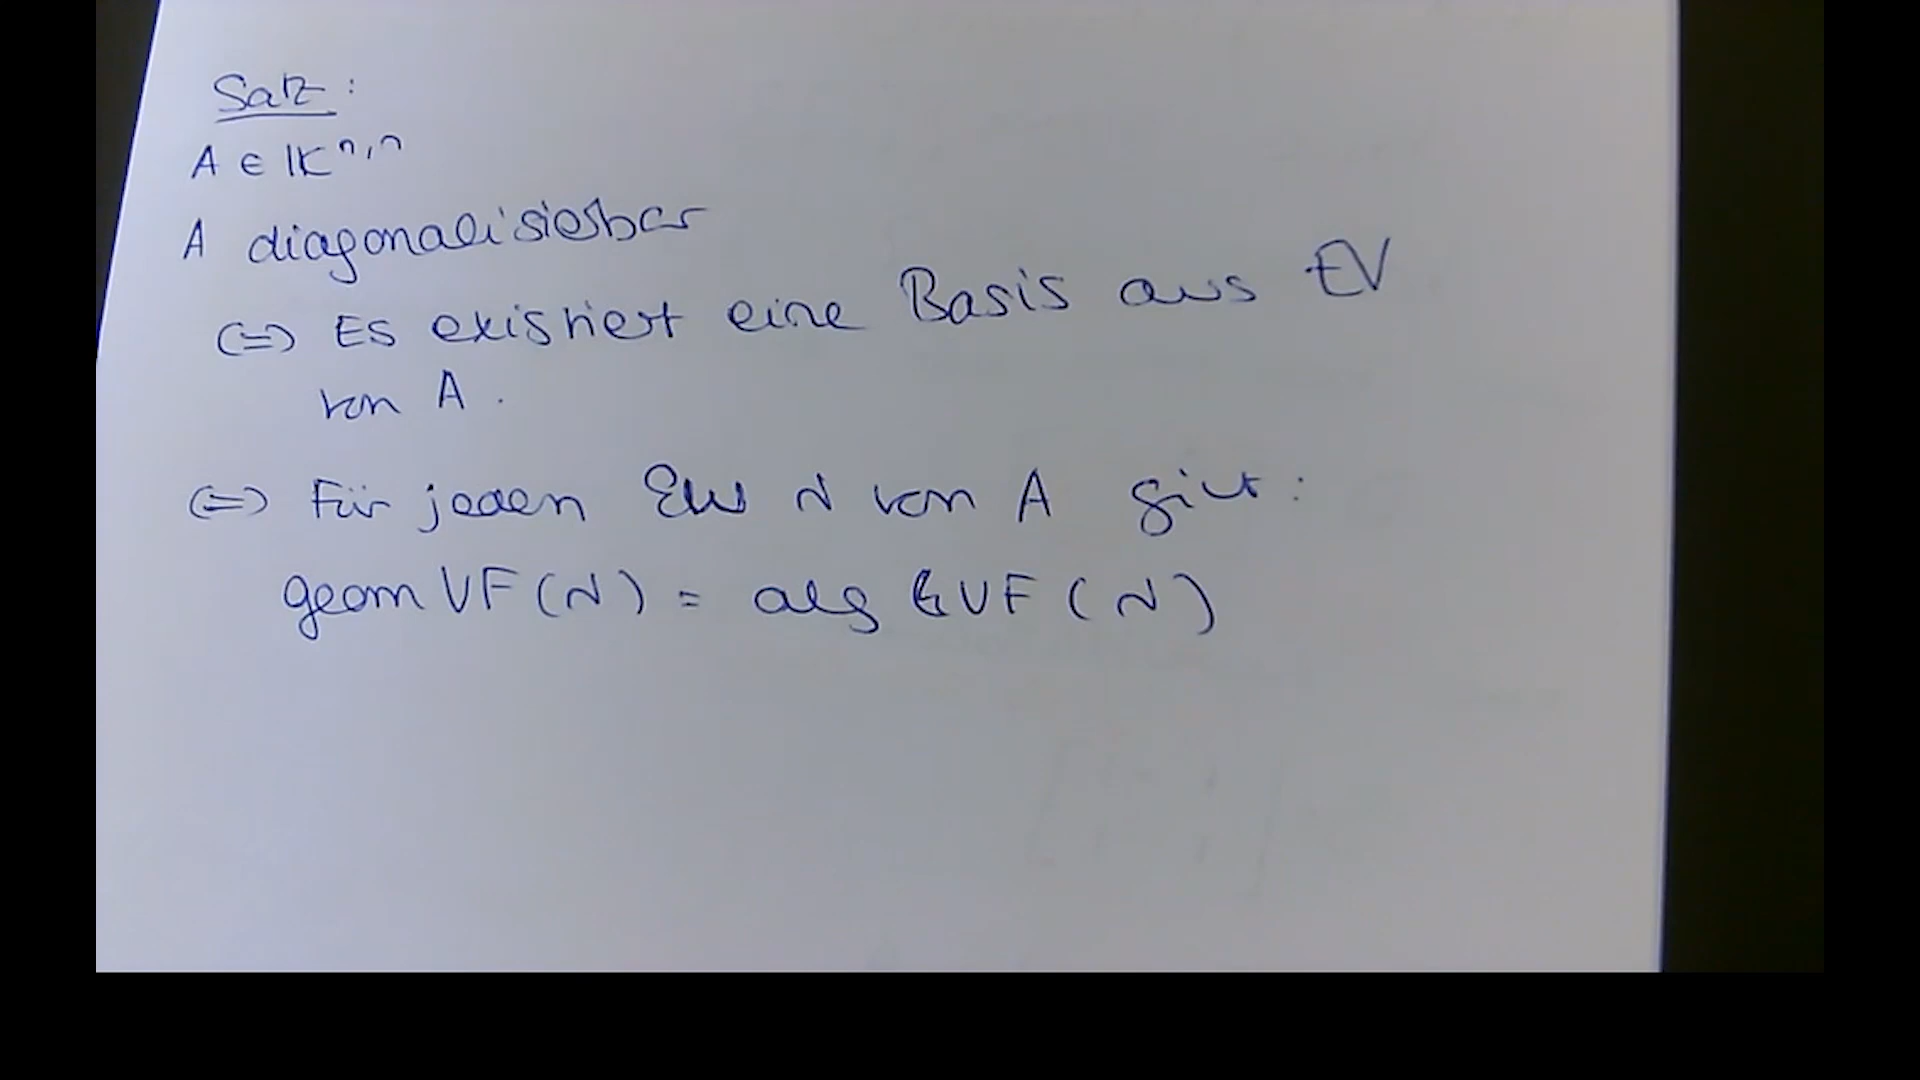 Satz:
A ∈ 𝕂^{n,n}
A diagonalisierbar
(=) Es existiert eine Basis aus EV
von A.
(=) Für jeden EW λ von A gilt:
geom VF(λ) = alg VF(λ)